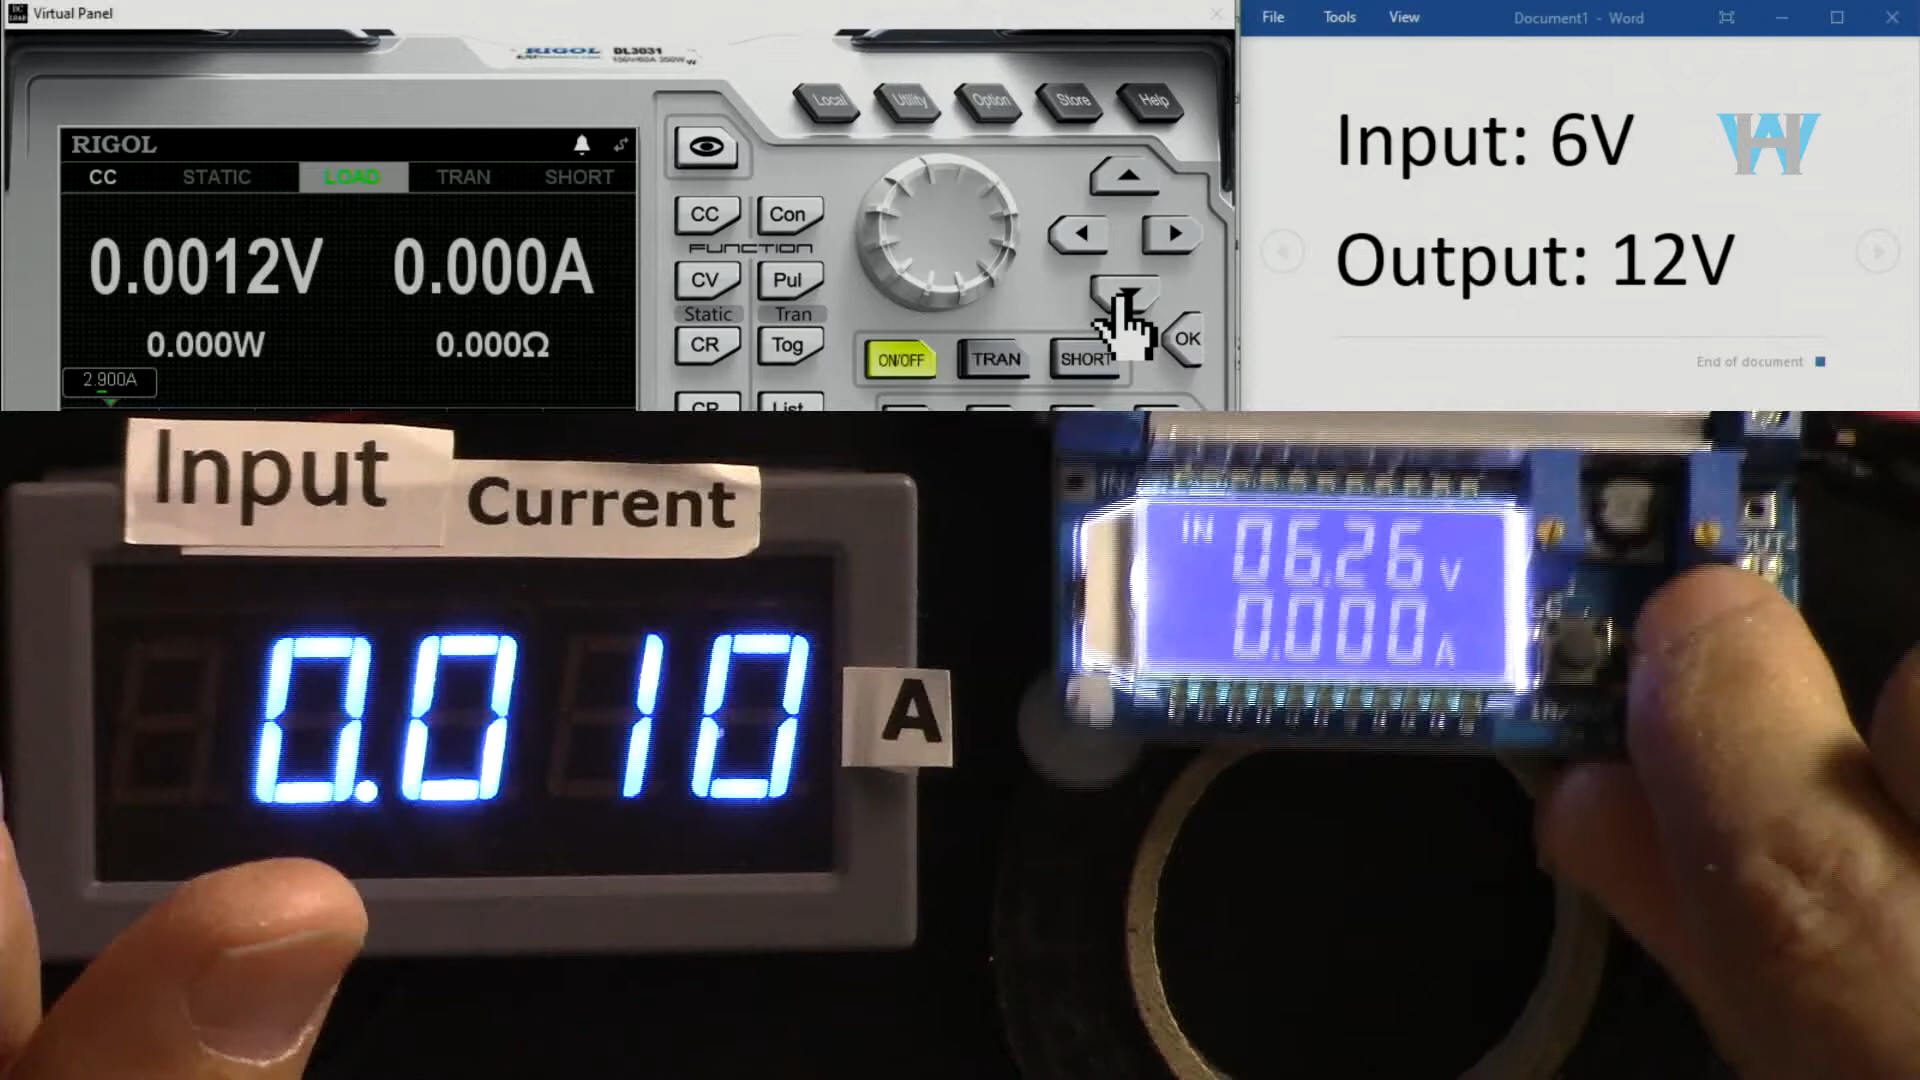 Virtual Panel
RIGOL DL3031
Local
Utility
Option
Store
Help
RIGOL
CC STATIC LOAD TRAN SHORT
0.0012V 0.000A
0.000W 0.000Ω
2.900A
CC Con
FUNCTION
CV Pul
Static Tran
CR Tog
CP List
ON/OFF TRAN SHORT OK
File Tools View Document1 - Word
Input: 6V
Output: 12V
End of document
Input Current
0.010
A
IN 06.26 V
0.000 A